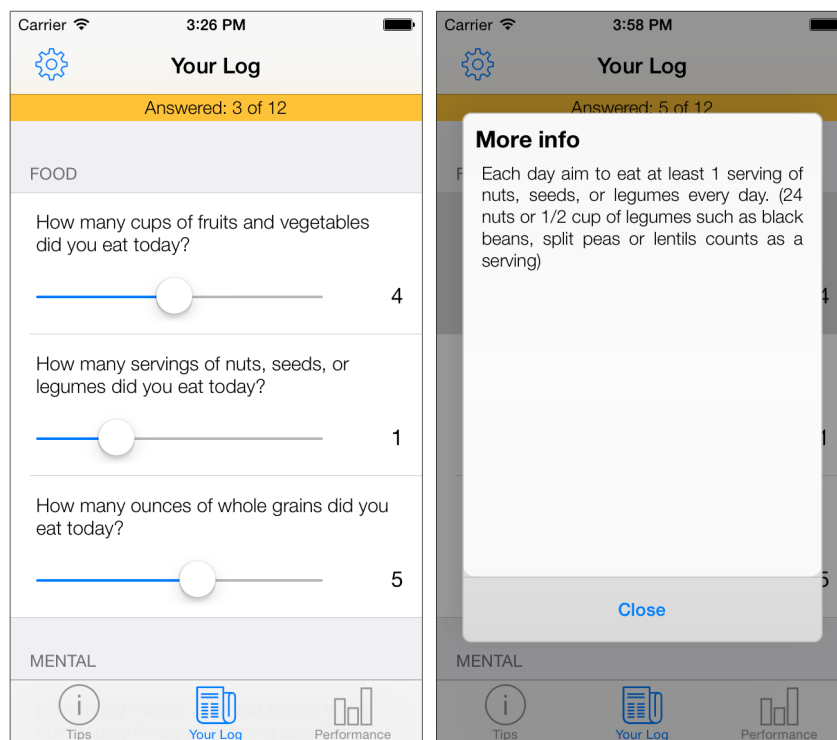 Carrier
3:26 PM
Your Log
Answered: 3 of 12
FOOD
How many cups of fruits and vegetables
did you eat today?
4
How many servings of nuts, seeds, or
legumes did you eat today?
1
How many ounces of whole grains did you
eat today?
5
MENTAL
Tips
Your Log
Performance
Carrier
3:58 PM
Your Log
Answered: 5 of 12
More info
Each day aim to eat at least 1 serving of
nuts, seeds, or legumes every day. (24
nuts or 1/2 cup of legumes such as black
beans, split peas or lentils counts as a
serving)
Close
MENTAL
Tips
Your Log
Performance